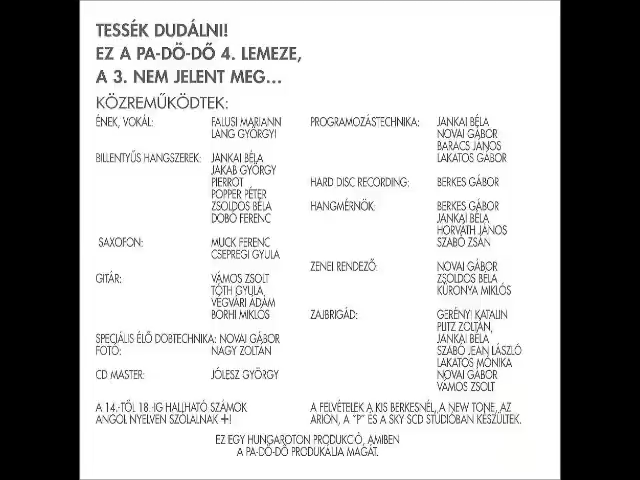 TESSÉK DUDÁLNI!
EZ A PA-DÖ-DŐ 4. LEMEZE,
A 3. NEM JELENT MEG...
KÖZREMŰKÖDTEK:
ÉNEK, VOKÁL: FALUSI MARIANN
LANG GYÖRGYI
BILLENTYŰS HANGSZEREK: JANKAI BÉLA
JAKAB GYÖRGY
PIERROT
POPPER PÉTER
ZSOLDOS BÉLA
DOBÓ FERENC
SAXOFON: MUCK FERENC
CSEPREGI GYULA
GITÁR: VÁMOS ZSOLT
TÓTH GYULA,
VÉGVÁRI ÁDÁM
BORHI MIKLÓS
SPECIÁLIS ÉLŐ DOBTECHNIKA: NOVAI GÁBOR
FOTÓ: NAGY ZOLTÁN
CD MASTER: JÓLESZ GYÖRGY
PROGRAMOZÁSTECHNIKA: JANKAI BÉLA
NOVAI GÁBOR
BARACS JÁNOS
LAKATOS GÁBOR
HARD DISC RECORDING: BERKES GÁBOR
HANGMÉRNÖK: BERKES GÁBOR
JANKAI BÉLA
HORVÁTH JÁNOS
SZABÓ ZSAN
ZENEI RENDEZŐ: NOVAI GÁBOR
ZSOLDOS BÉLA
KURONYA MIKLÓS
ZAJBRIGÁD: GERÉNYI KATALIN
PLITZ ZOLTÁN,
JANKAI BÉLA
SZABÓ JEAN LÁSZLÓ
LAKATOS MÓNIKA
NOVAI GÁBOR
VÁMOS ZSOLT
A 14.-TŐL 18.-IG HALLHATÓ SZÁMOK
ANGOL NYELVEN SZÓLALNAK +!
A FELVÉTELEK A KIS BERKESNÉL, A NEW TONE, AZ
ARION, A "P" ÉS A SKY SCD STÚDIÓBAN KÉSZÜLTEK.
EZ EGY HUNGAROTON PRODUKCIÓ, AMIBEN
A PA-DÖ-DŐ PRODUKÁLJA MAGÁT.